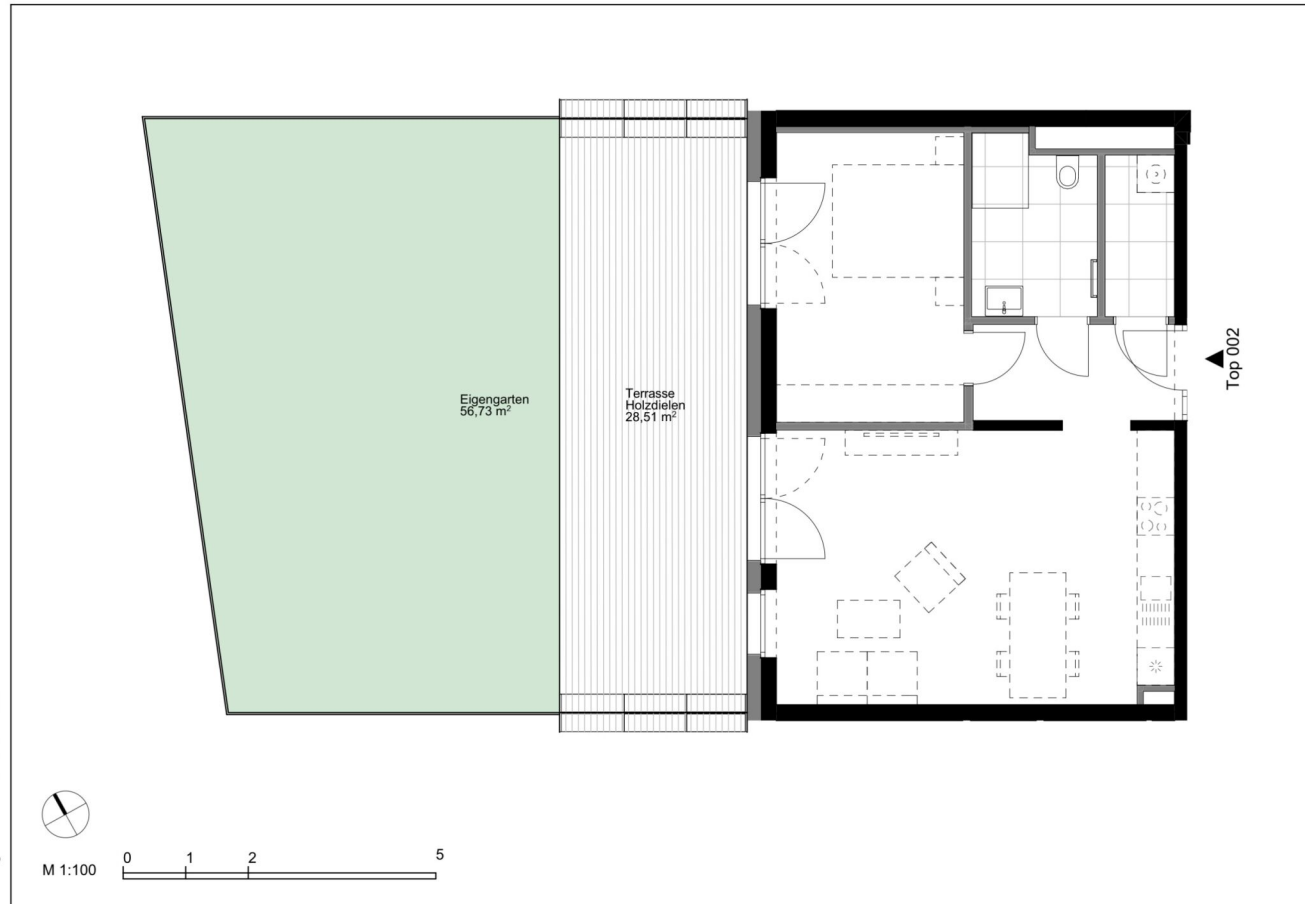 Eigengarten
56,73 m²
Terrasse
Holzdielen
28,51 m²
Top 002
M 1:100
0 1 2 5